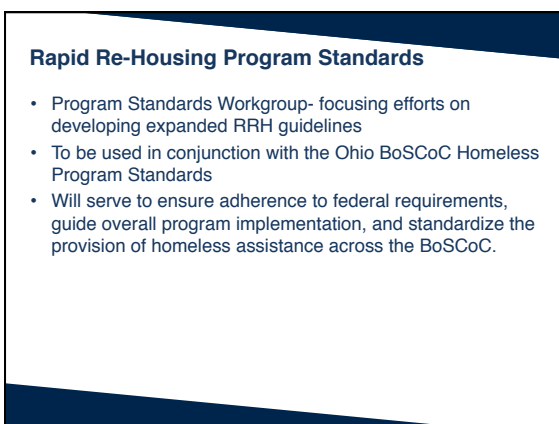 Rapid Re-Housing Program Standards
• Program Standards Workgroup- focusing efforts on
developing expanded RRH guidelines
• To be used in conjunction with the Ohio BoSCoC Homeless
Program Standards
• Will serve to ensure adherence to federal requirements,
guide overall program implementation, and standardize the
provision of homeless assistance across the BoSCoC.